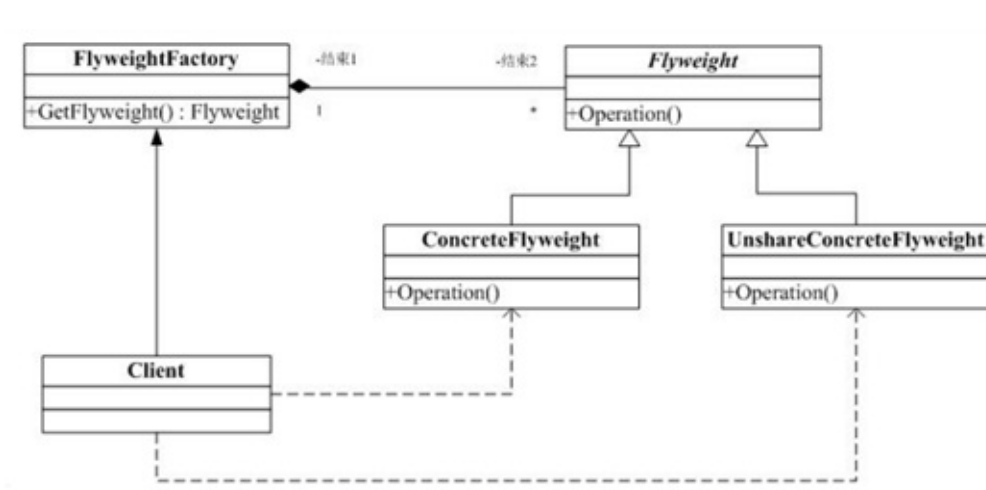 FlyweightFactory
+GetFlyweight() : Flyweight
-结束1
-结束2
1
*
Flyweight
+Operation()
ConcreteFlyweight
+Operation()
UnshareConcreteFlyweight
+Operation()
Client